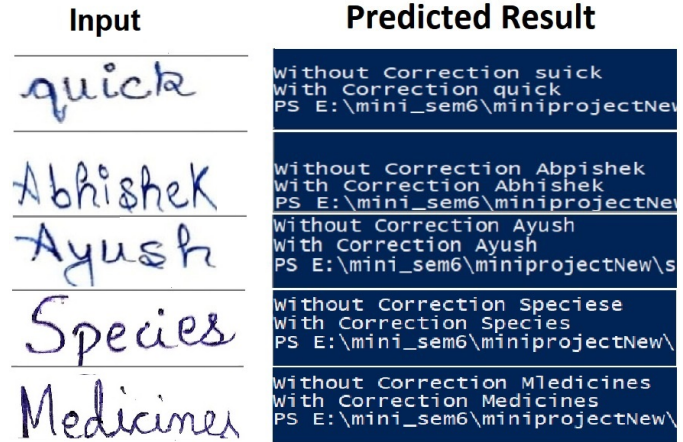 Input Predicted Result
quick
Without Correction suick
With Correction quick
PS E:\mini_sem6\miniprojectNew
Abhishek
Without Correction Abpishek
With Correction Abhishek
PS E:\mini_sem6\miniprojectNew
Ayush
Without Correction Ayush
With Correction Ayush
PS E:\mini_sem6\miniprojectNew\s
Species
Without Correction Speciese
With Correction Species
PS E:\mini_sem6\miniprojectNew\
Medicines
Without Correction Mledicines
With Correction Medicines
PS E:\mini_sem6\miniprojectNew\